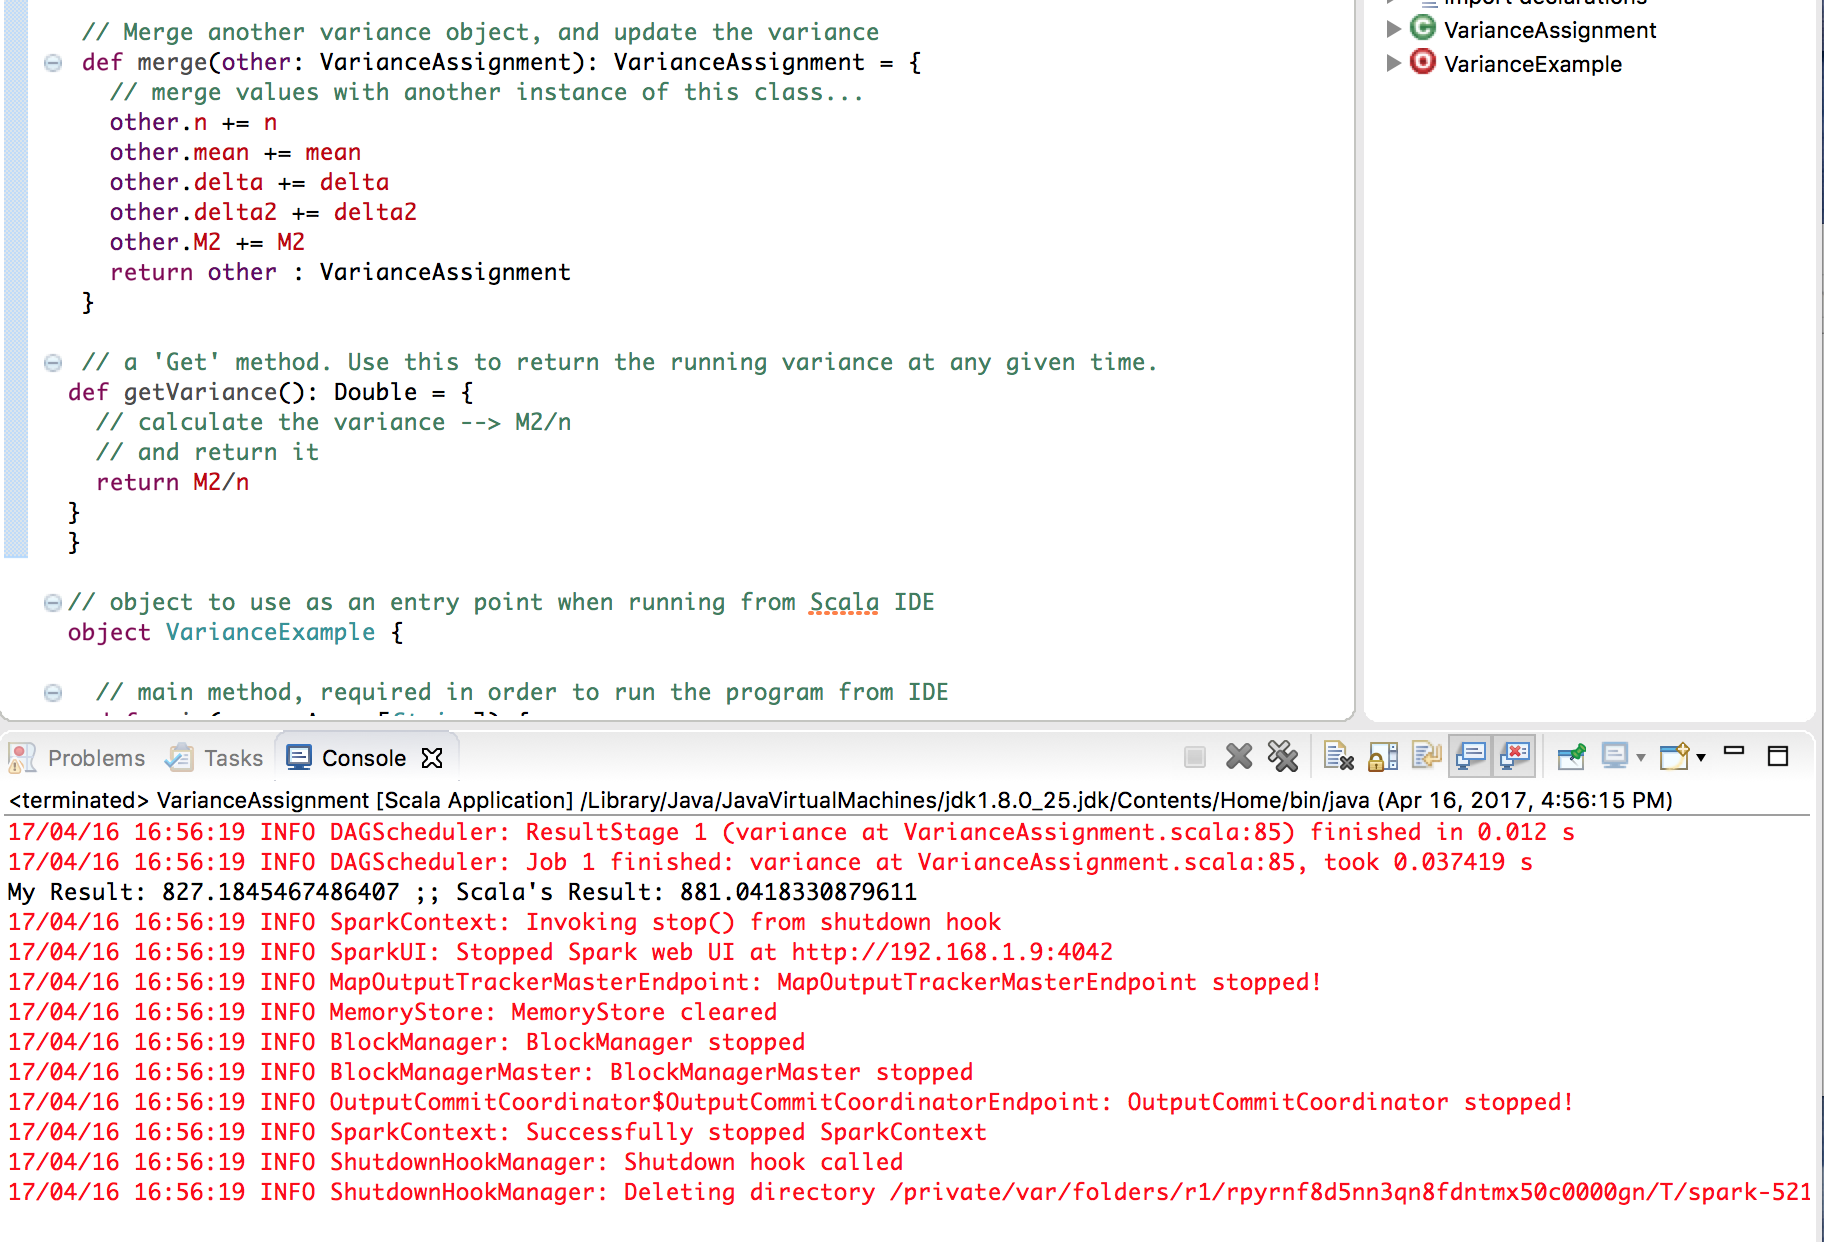 // Merge another variance object, and update the variance
def merge(other: VarianceAssignment): VarianceAssignment = {
// merge values with another instance of this class...
other.n += n
other.mean += mean
other.delta += delta
other.delta2 += delta2
other.M2 += M2
return other : VarianceAssignment
}
// a 'Get' method. Use this to return the running variance at any given time.
def getVariance(): Double = {
// calculate the variance --> M2/n
// and return it
return M2/n
}
}
// object to use as an entry point when running from Scala IDE
object VarianceExample {
// main method, required in order to run the program from IDE
import declarations
VarianceAssignment
VarianceExample
Problems Tasks Console
<terminated> VarianceAssignment [Scala Application] /Library/Java/JavaVirtualMachines/jdk1.8.0_25.jdk/Contents/Home/bin/java (Apr 16, 2017, 4:56:15 PM)
17/04/16 16:56:19 INFO DAGScheduler: ResultStage 1 (variance at VarianceAssignment.scala:85) finished in 0.012 s
17/04/16 16:56:19 INFO DAGScheduler: Job 1 finished: variance at VarianceAssignment.scala:85, took 0.037419 s
My Result: 827.1845467486407 ;; Scala's Result: 881.0418330879611
17/04/16 16:56:19 INFO SparkContext: Invoking stop() from shutdown hook
17/04/16 16:56:19 INFO SparkUI: Stopped Spark web UI at http://192.168.1.9:4042
17/04/16 16:56:19 INFO MapOutputTrackerMasterEndpoint: MapOutputTrackerMasterEndpoint stopped!
17/04/16 16:56:19 INFO MemoryStore: MemoryStore cleared
17/04/16 16:56:19 INFO BlockManager: BlockManager stopped
17/04/16 16:56:19 INFO BlockManagerMaster: BlockManagerMaster stopped
17/04/16 16:56:19 INFO OutputCommitCoordinator$OutputCommitCoordinatorEndpoint: OutputCommitCoordinator stopped!
17/04/16 16:56:19 INFO SparkContext: Successfully stopped SparkContext
17/04/16 16:56:19 INFO ShutdownHookManager: Shutdown hook called
17/04/16 16:56:19 INFO ShutdownHookManager: Deleting directory /private/var/folders/r1/rpyrnf8d5nn3qn8fdntmx50c0000gn/T/spark-521